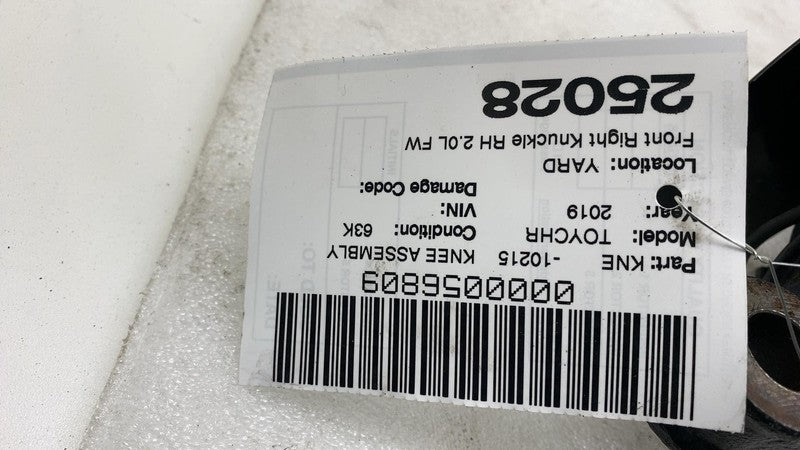 0000056809
Part: KNE -10215 KNEE ASSEMBLY
Model: TOYCHR Condition: 63K
Year: 2019 VIN:
Damage Code:
Location: YARD
Front Right Knuckle RH 2.0L FW
25028